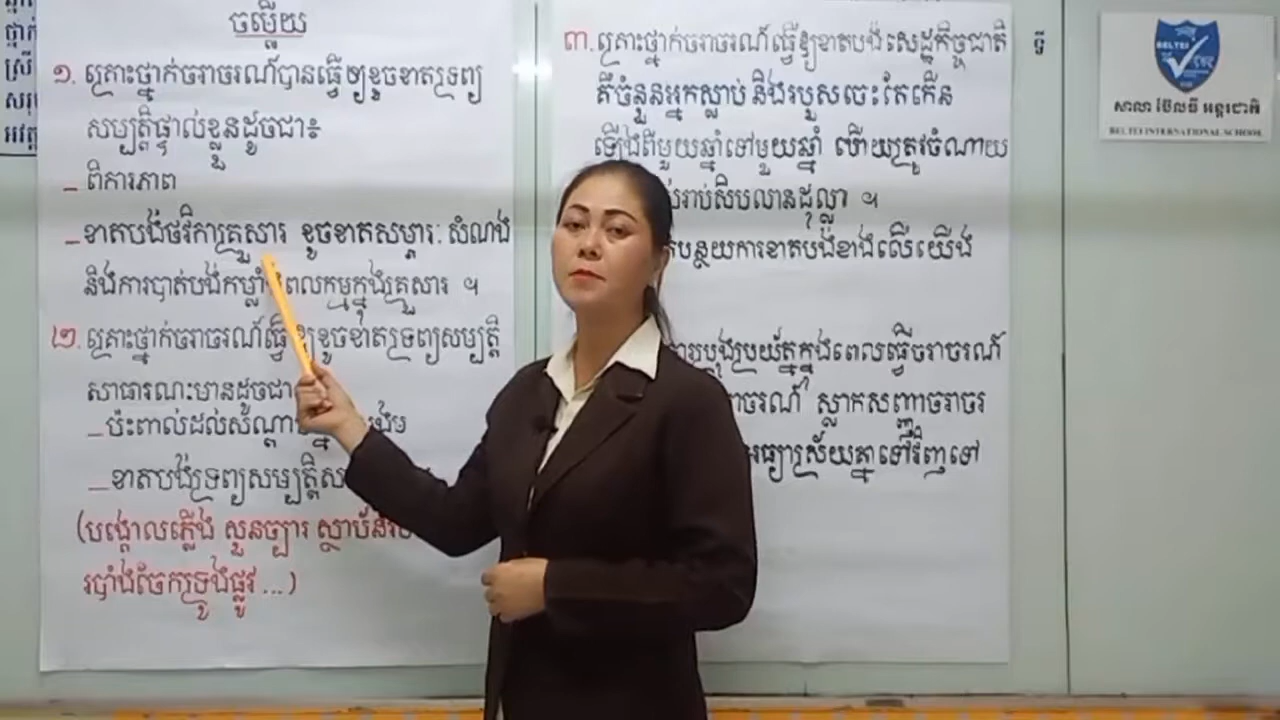 ចម្លើយ
១. គ្រោះថ្នាក់ចរាចរណ៍បានធ្វើឲ្យខូចខាតទ្រព្យ
សម្បត្តិផ្ទាល់ខ្លួនដូចជា៖
_ ពិការភាព
_ ខាតបង់ថវិកាគ្រួសារ ខូចខាតសម្ភារៈ សំណង់
និងការបាត់បង់កម្លាំងពលកម្មក្នុងគ្រួសារ ។
២. គ្រោះថ្នាក់ចរាចរណ៍ធ្វើឱ្យខូចខាតទ្រព្យសម្បត្តិ
សាធារណៈមានដូចជា
_ ប៉ះពាល់ដល់សណ្តាប់
_ ខាតបង់ទ្រព្យសម្បត្តិ
(បង្គោលភ្លើង សួនច្បារ ស្ពាន
របាំងចែកទ្រូងផ្លូវ ...)
៣. គ្រោះថ្នាក់ចរាចរណ៍ធ្វើឱ្យខាតបង់សេដ្ឋកិច្ចជាតិ
គឺចំនួនអ្នកស្លាប់ និងរបួសចេះតែកើន
ឡើងពីមួយឆ្នាំទៅមួយឆ្នាំ ហើយត្រូវចំណាយ
រាប់សិបលានដុល្លា ។
បន្ថយការខាតបង់ខាងលើយើង
ប្រុងប្រយ័ត្នក្នុងពេលធ្វើចរាចរណ៍
ស្លាកសញ្ញាចរាចរ
អធ្យាស្រ័យគ្នាទៅវិញទៅ
BELTEI
សាលា ប៊ែលធី អន្តរជាតិ
BELTEI INTERNATIONAL SCHOOL